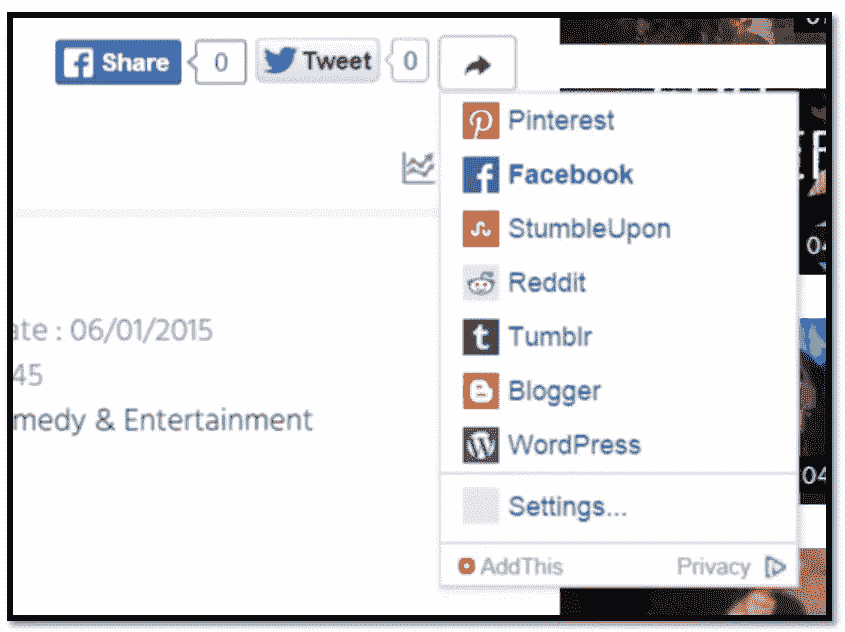 Share 0 Tweet 0
Pinterest
Facebook
StumbleUpon
Reddit
Tumblr
Blogger
WordPress
Settings...
AddThis Privacy
ate : 06/01/2015
45
medy & Entertainment
04
04